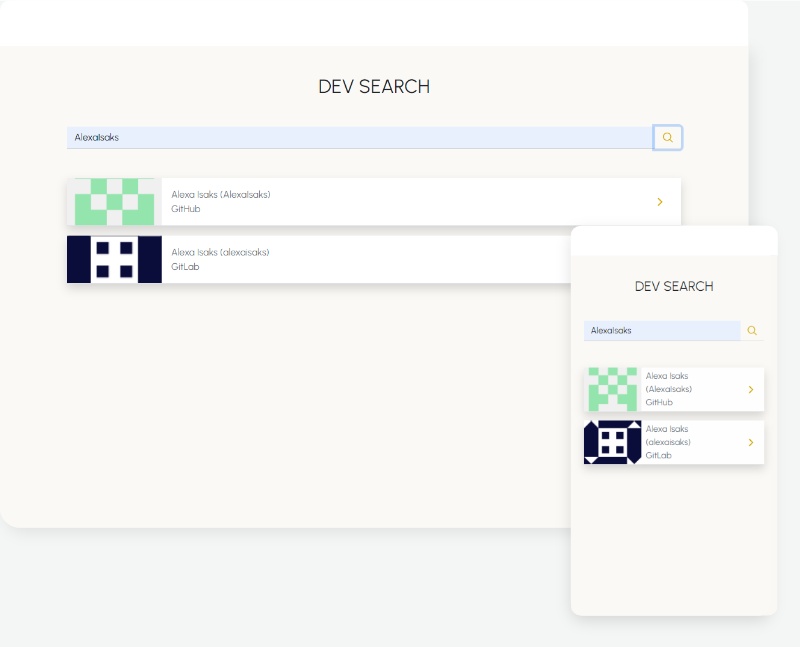 DEV SEARCH
AlexaIsaks
Alexa Isaks (AlexaIsaks)
GitHub
Alexa Isaks (alexaisaks)
GitLab
DEV SEARCH
AlexaIsaks
Alexa Isaks
(AlexaIsaks)
GitHub
Alexa Isaks
(alexaisaks)
GitLab